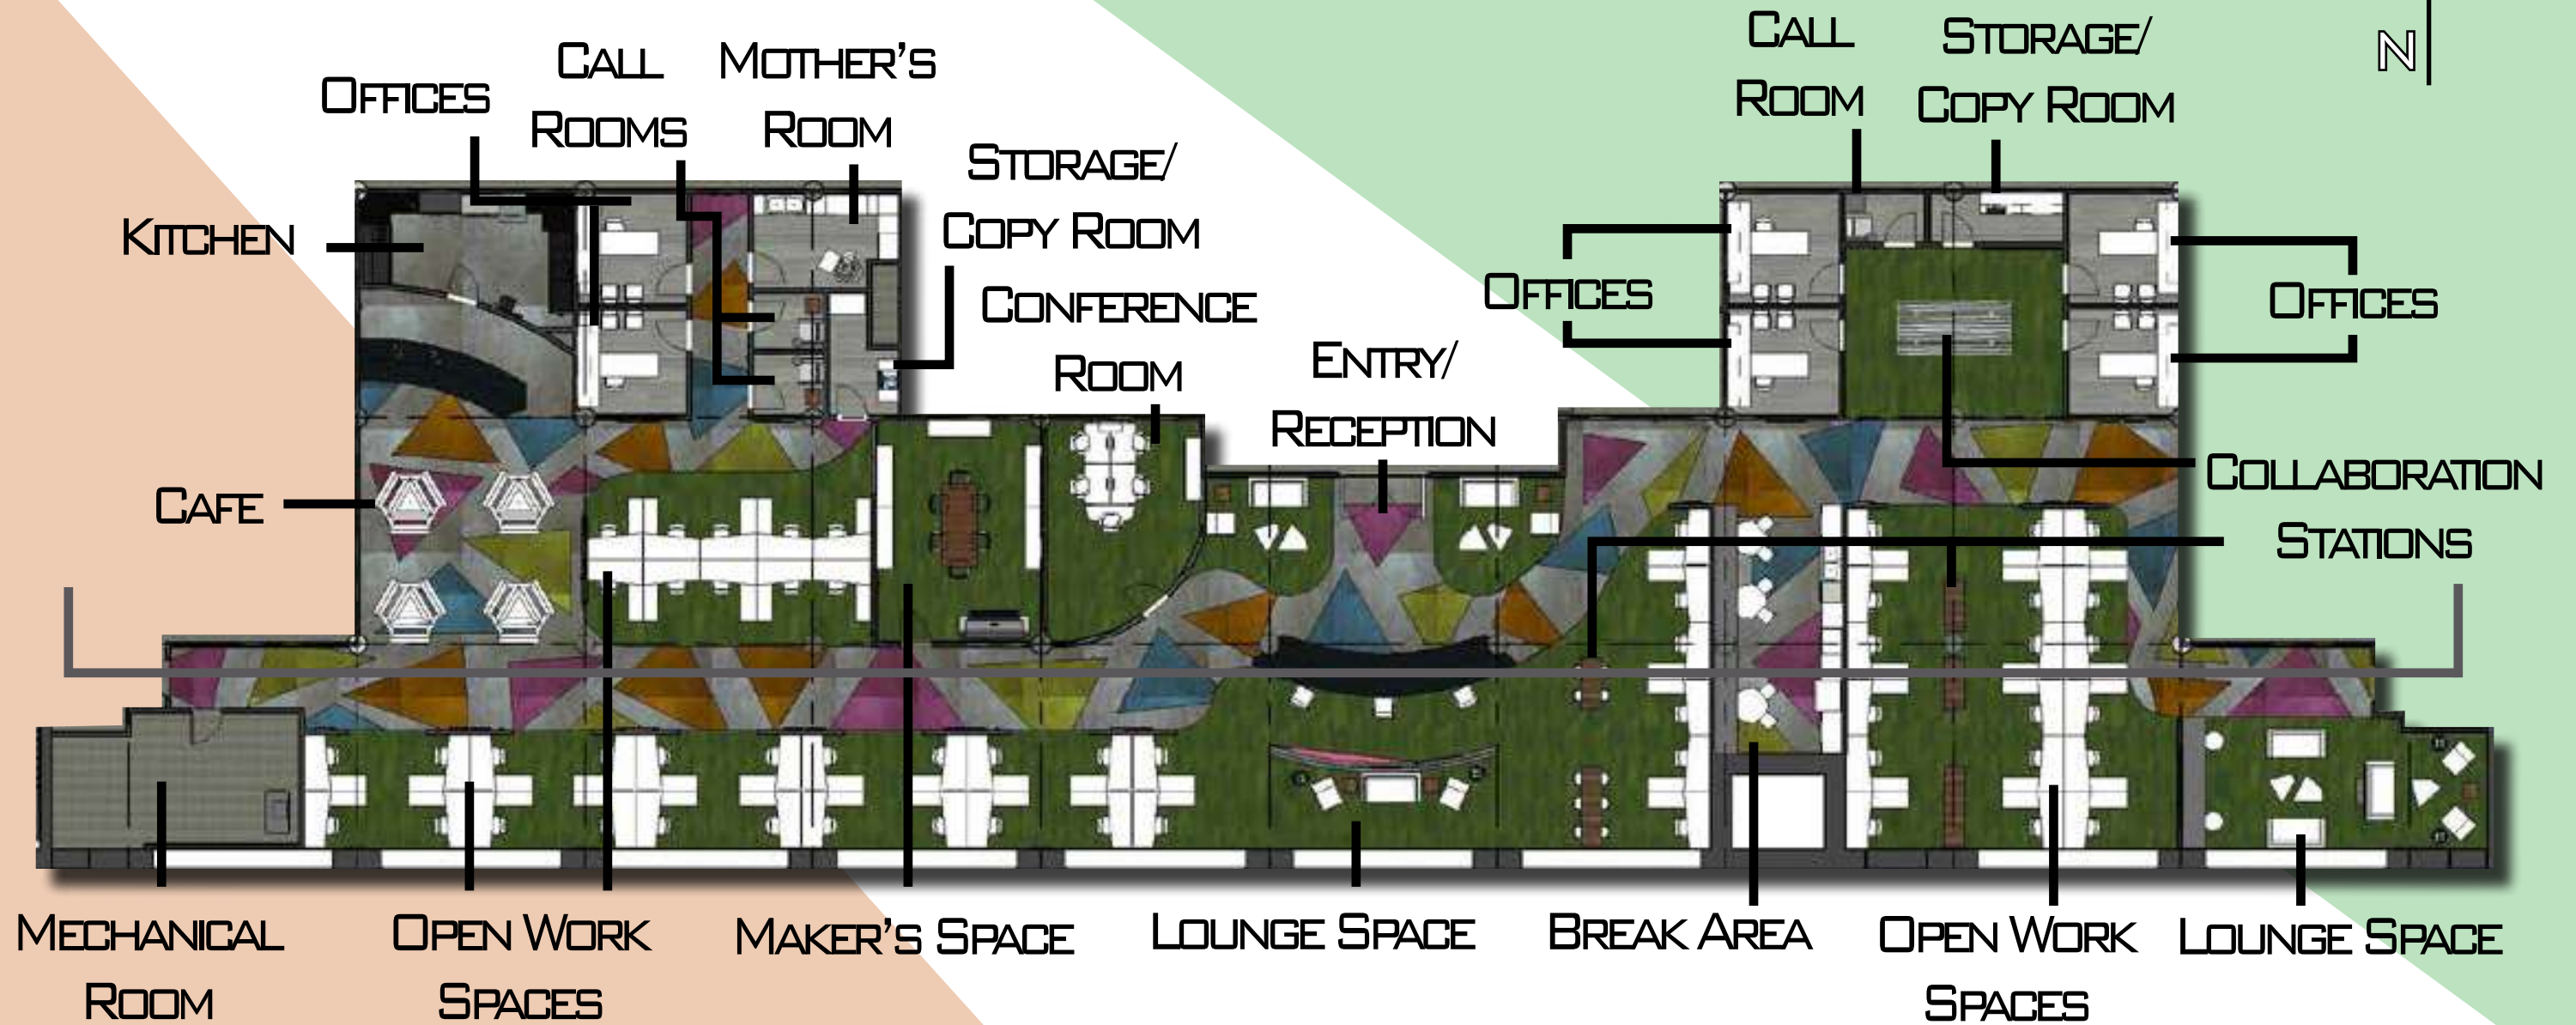 N
Call
Room
Storage/
Copy Room
Offices
Call
Rooms
Mother's
Room
Storage/
Copy Room
Kitchen
Conference
Room
Entry/
Reception
Offices
Offices
Cafe
Collaboration
Stations
Mechanical
Room
Open Work
Spaces
Maker's Space
Lounge Space
Break Area
Open Work
Spaces
Lounge Space